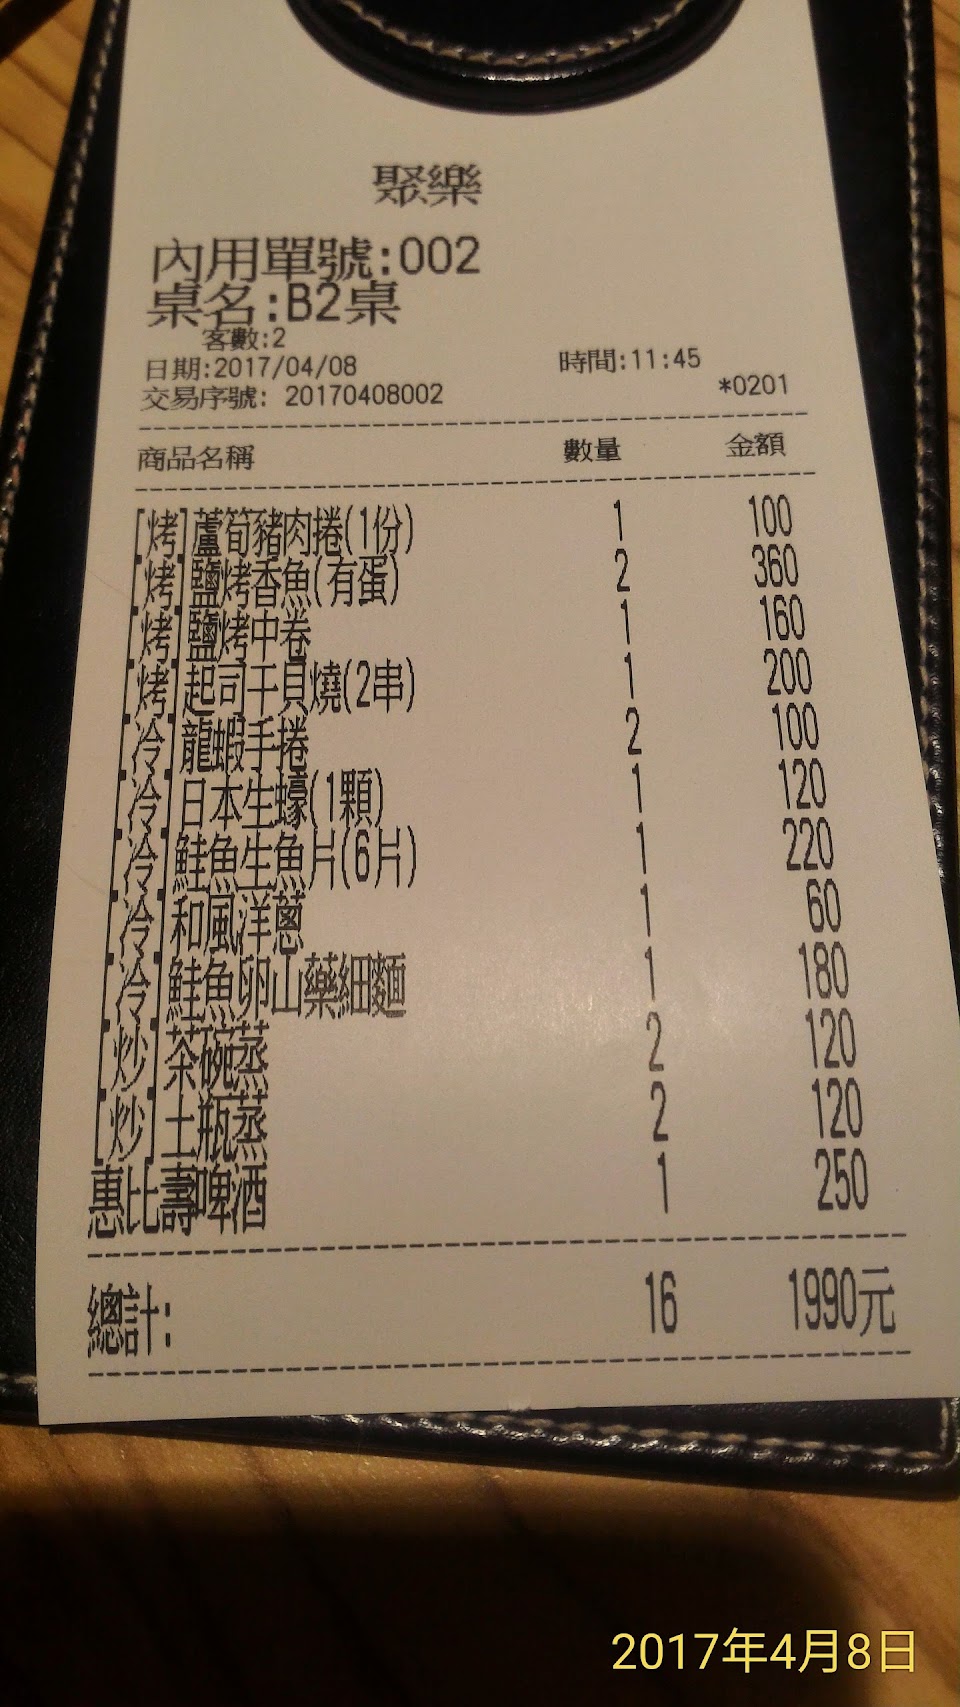 聚樂
內用單號:002
桌名:B2桌
客數:2
日期:2017/04/08 時間:11:45
交易序號: 20170408002 *0201
商品名稱 數量 金額
[烤]蘆筍豬肉捲(1份) 1 100
[烤]鹽烤香魚(有蛋) 2 360
[烤]鹽烤中卷 1 160
[烤]起司干貝燒(2串) 1 200
[冷]龍蝦手捲 2 100
[冷]日本生蠔(1顆) 1 120
[冷]鮭魚生魚片(6片) 1 220
[冷]和風洋蔥 1 60
[冷]鮭魚卵山藥細麵 1 180
[炒]茶碗蒸 2 120
[炒]土瓶蒸 2 120
惠比壽啤酒 1 250
總計: 16 1990元
2017年4月8日